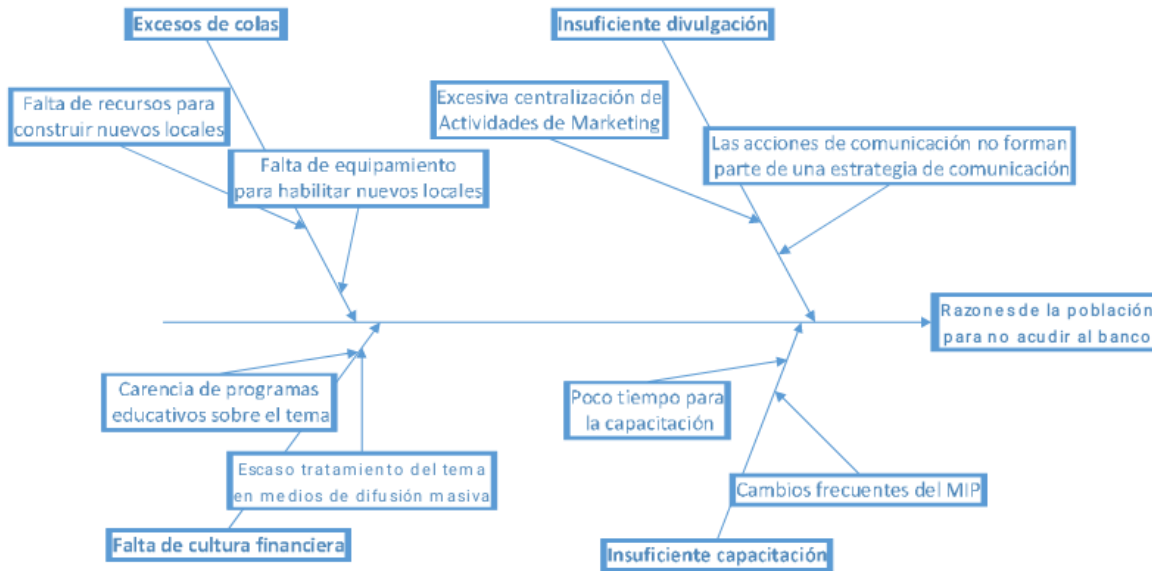 Excesos de colas
Insuficiente divulgación
Falta de recursos para
construir nuevos locales
Excesiva centralización de
Actividades de Marketing
Falta de equipamiento
para habilitar nuevos locales
Las acciones de comunicación no forman
parte de una estrategia de comunicación
Razones de la población
para no acudir al banco
Carencia de programas
educativos sobre el tema
Poco tiempo para
la capacitación
Escaso tratamiento del tema
en medios de difusión masiva
Cambios frecuentes del MIP
Falta de cultura financiera
Insuficiente capacitación